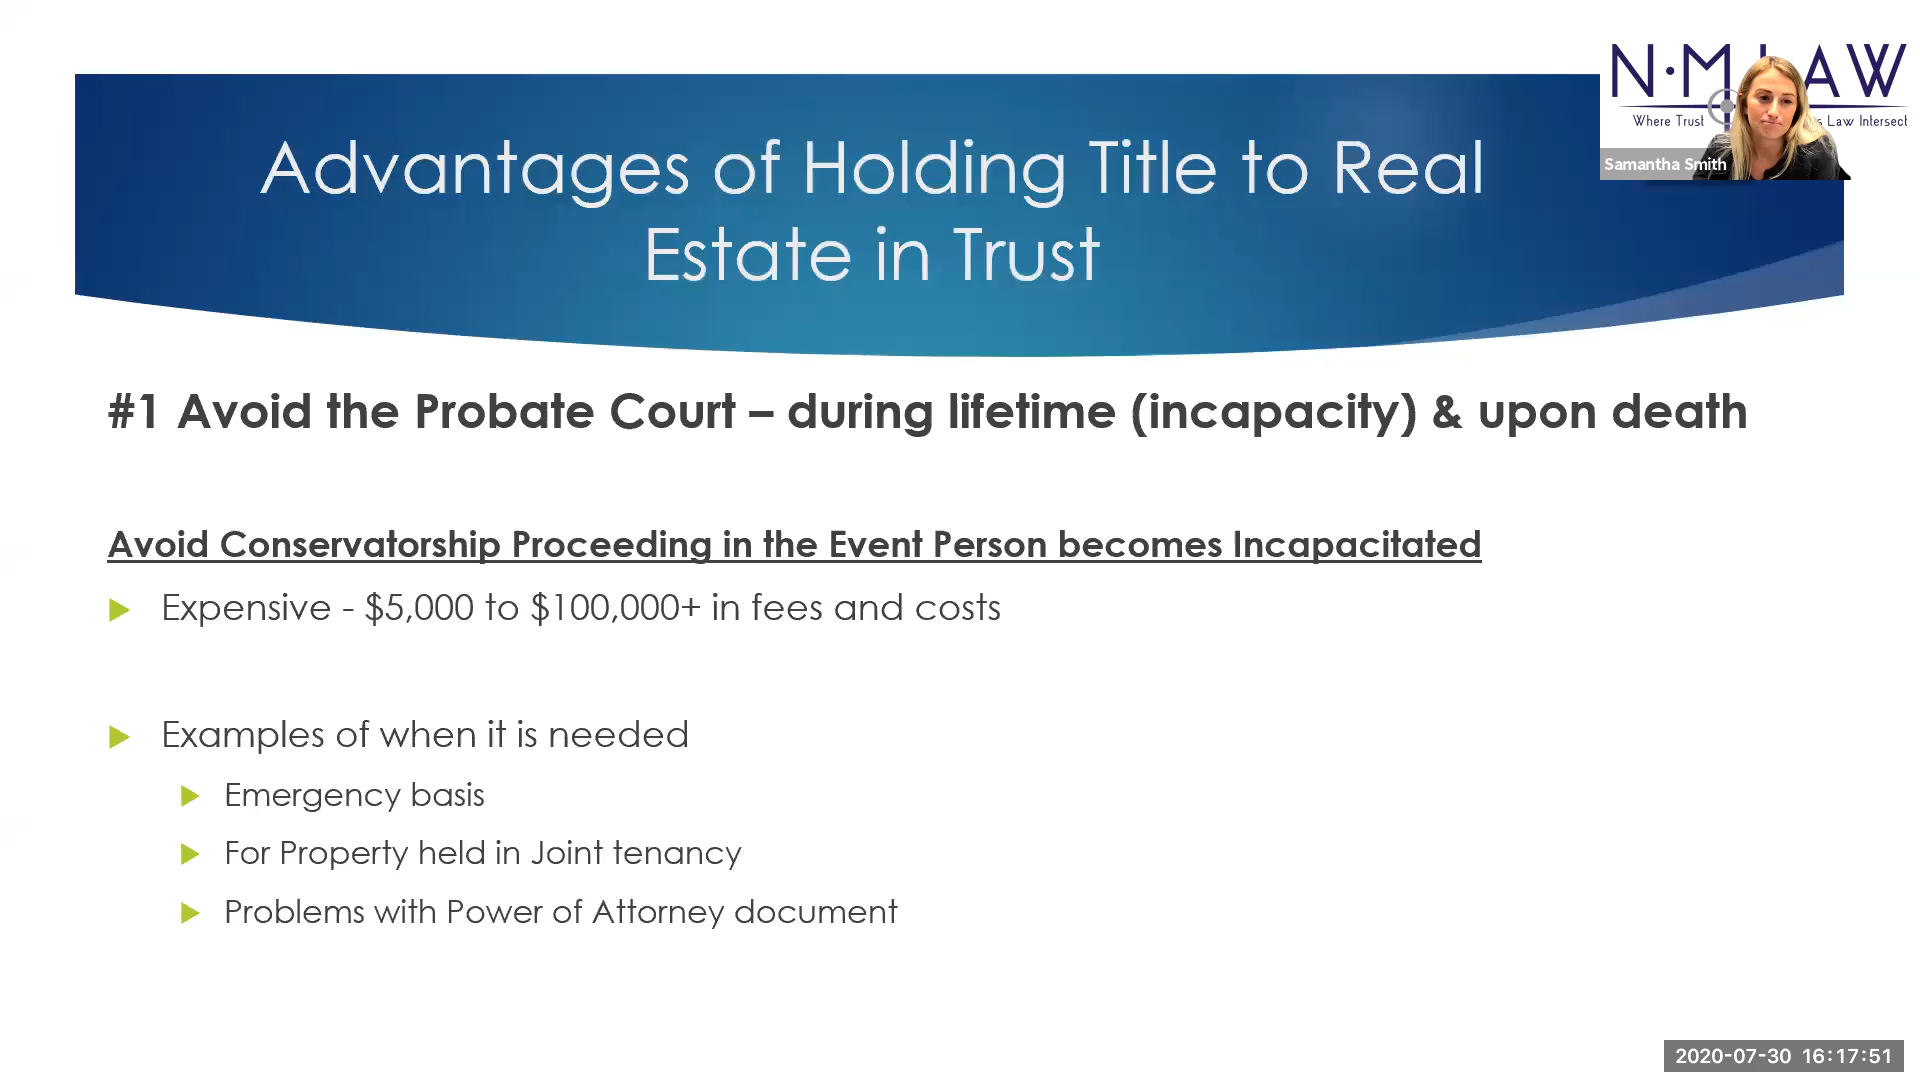 N·M LAW
Where Trust s Law Intersect
Samantha Smith
Advantages of Holding Title to Real
Estate in Trust
#1 Avoid the Probate Court – during lifetime (incapacity) & upon death
Avoid Conservatorship Proceeding in the Event Person becomes Incapacitated
Expensive - $5,000 to $100,000+ in fees and costs
Examples of when it is needed
Emergency basis
For Property held in Joint tenancy
Problems with Power of Attorney document
2020-07-30 16:17:51